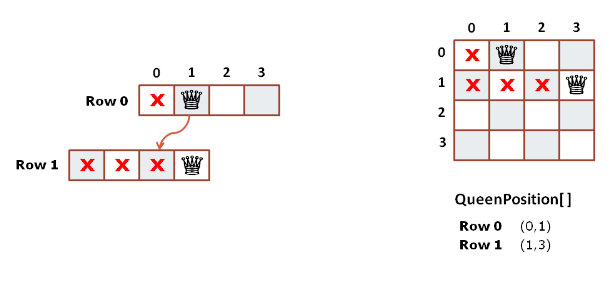 0 1 2 3
Row 0 X
Row 1 X X X
0 1 2 3
0 X
1 X X X
2
3
QueenPosition[ ]
Row 0 (0,1)
Row 1 (1,3)